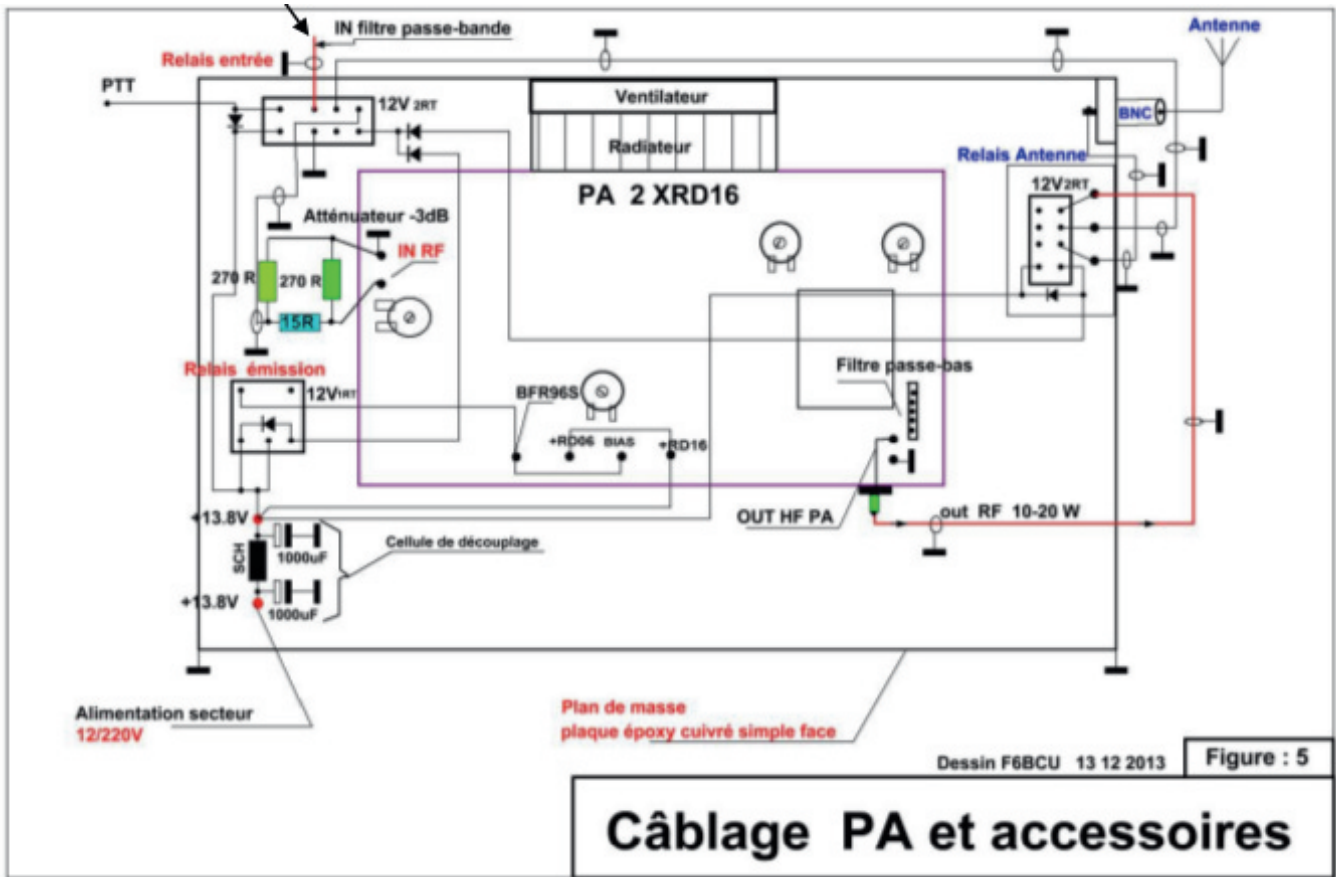 IN filtre passe-bande
Antenne
Relais entrée
PTT
12V 2RT
Ventilateur
BNC
Radiateur
Relais Antenne
PA 2 XRD16
12V2RT
Atténuateur -3dB
IN RF
270 R
270 R
15R
Relais émission
Filtre passe-bas
12V1RT
BFR96S
+RD06
BIAS
+RD16
+13.8V
OUT HF PA
out RF 10-20 W
Cellule de découplage
1000uF
SCH
+13.8V
1000uF
Alimentation secteur
12/220V
Plan de masse
plaque époxy cuivré simple face
Dessin F6BCU 13 12 2013
Figure : 5
Câblage PA et accessoires